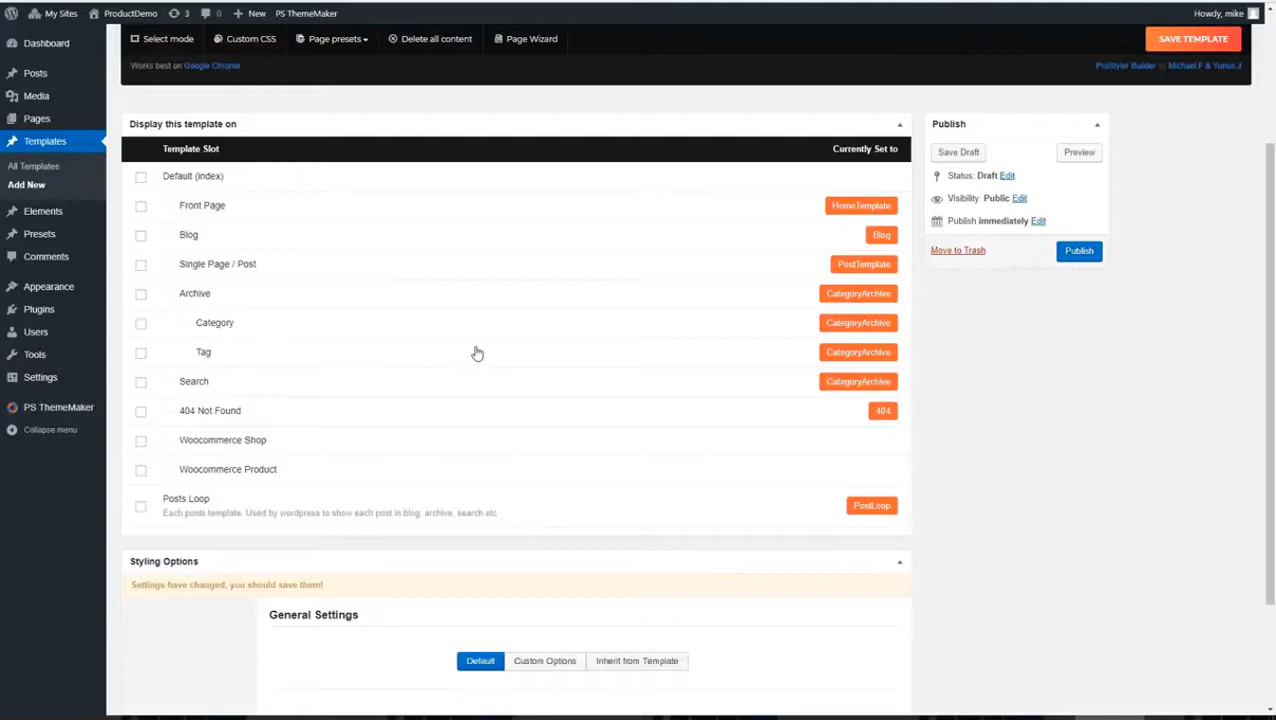 My Sites ProductDemo 3 0 New PS ThemeMaker Howdy, mike
Dashboard
Posts
Media
Pages
Templates
All Templates
Add New
Elements
Presets
Comments
Appearance
Plugins
Users
Tools
Settings
PS ThemeMaker
Collapse menu
Select mode Custom CSS Page presets Delete all content Page Wizard SAVE TEMPLATE
Works best on Google Chrome ProStyler Builder by Michael F & Yunus J
Display this template on
Template Slot Currently Set to
Default (index)
Front Page HomeTemplate
Blog Blog
Single Page / Post PostTemplate
Archive CategoryArchive
Category CategoryArchive
Tag CategoryArchive
Search CategoryArchive
404 Not Found 404
Woocommerce Shop
Woocommerce Product
Posts Loop PostLoop
Each posts template. Used by wordpress to show each post in blog, archive, search etc.
Styling Options
Settings have changed, you should save them!
General Settings
Default Custom Options Inherit from Template
Publish
Save Draft Preview
Status: Draft Edit
Visibility: Public Edit
Publish immediately Edit
Move to Trash Publish